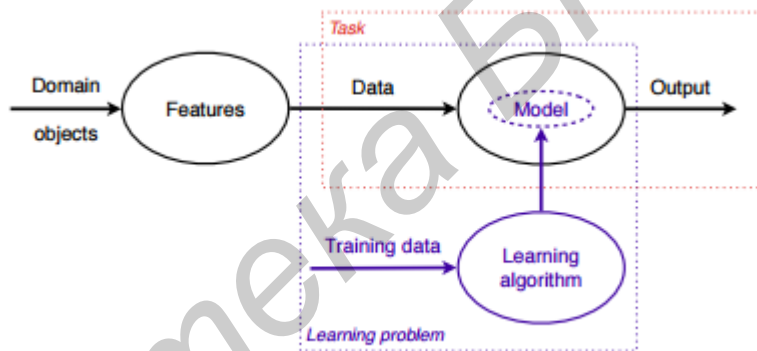 Task
Domain
objects
Features
Data
Model
Output
Training data
Learning
algorithm
Learning problem